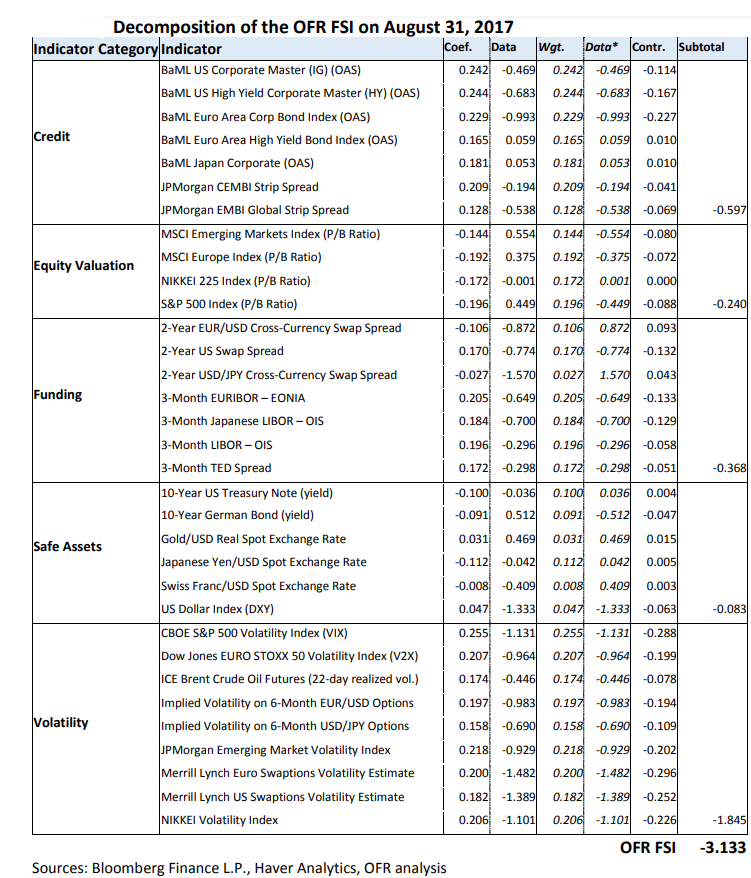 Decomposition of the OFR FSI on August 31, 2017
Indicator Category Indicator Coef. Data Wgt. Data* Contr. Subtotal
BaML US Corporate Master (IG) (OAS) 0.242 -0.469 0.242 -0.469 -0.114
BaML US High Yield Corporate Master (HY) (OAS) 0.244 -0.683 0.244 -0.683 -0.167
BaML Euro Area Corp Bond Index (OAS) 0.229 -0.993 0.229 -0.993 -0.227
Credit BaML Euro Area High Yield Bond Index (OAS) 0.165 0.059 0.165 0.059 0.010
BaML Japan Corporate (OAS) 0.181 0.053 0.181 0.053 0.010
JPMorgan CEMBI Strip Spread 0.209 -0.194 0.209 -0.194 -0.041
JPMorgan EMBI Global Strip Spread 0.128 -0.538 0.128 -0.538 -0.069 -0.597
MSCI Emerging Markets Index (P/B Ratio) -0.144 0.554 0.144 -0.554 -0.080
Equity Valuation MSCI Europe Index (P/B Ratio) -0.192 0.375 0.192 -0.375 -0.072
NIKKEI 225 Index (P/B Ratio) -0.172 -0.001 0.172 0.001 0.000
S&P 500 Index (P/B Ratio) -0.196 0.449 0.196 -0.449 -0.088 -0.240
2-Year EUR/USD Cross-Currency Swap Spread -0.106 -0.872 0.106 0.872 0.093
2-Year US Swap Spread 0.170 -0.774 0.170 -0.774 -0.132
2-Year USD/JPY Cross-Currency Swap Spread -0.027 -1.570 0.027 1.570 0.043
Funding 3-Month EURIBOR – EONIA 0.205 -0.649 0.205 -0.649 -0.133
3-Month Japanese LIBOR – OIS 0.184 -0.700 0.184 -0.700 -0.129
3-Month LIBOR – OIS 0.196 -0.296 0.196 -0.296 -0.058
3-Month TED Spread 0.172 -0.298 0.172 -0.298 -0.051 -0.368
10-Year US Treasury Note (yield) -0.100 -0.036 0.100 0.036 0.004
10-Year German Bond (yield) -0.091 0.512 0.091 -0.512 -0.047
Safe Assets Gold/USD Real Spot Exchange Rate 0.031 0.469 0.031 0.469 0.015
Japanese Yen/USD Spot Exchange Rate -0.112 -0.042 0.112 0.042 0.005
Swiss Franc/USD Spot Exchange Rate -0.008 -0.409 0.008 0.409 0.003
US Dollar Index (DXY) 0.047 -1.333 0.047 -1.333 -0.063 -0.083
CBOE S&P 500 Volatility Index (VIX) 0.255 -1.131 0.255 -1.131 -0.288
Dow Jones EURO STOXX 50 Volatility Index (V2X) 0.207 -0.964 0.207 -0.964 -0.199
ICE Brent Crude Oil Futures (22-day realized vol.) 0.174 -0.446 0.174 -0.446 -0.078
Implied Volatility on 6-Month EUR/USD Options 0.197 -0.983 0.197 -0.983 -0.194
Volatility Implied Volatility on 6-Month USD/JPY Options 0.158 -0.690 0.158 -0.690 -0.109
JPMorgan Emerging Market Volatility Index 0.218 -0.929 0.218 -0.929 -0.202
Merrill Lynch Euro Swaptions Volatility Estimate 0.200 -1.482 0.200 -1.482 -0.296
Merrill Lynch US Swaptions Volatility Estimate 0.182 -1.389 0.182 -1.389 -0.252
NIKKEI Volatility Index 0.206 -1.101 0.206 -1.101 -0.226 -1.845
OFR FSI -3.133
Sources: Bloomberg Finance L.P., Haver Analytics, OFR analysis